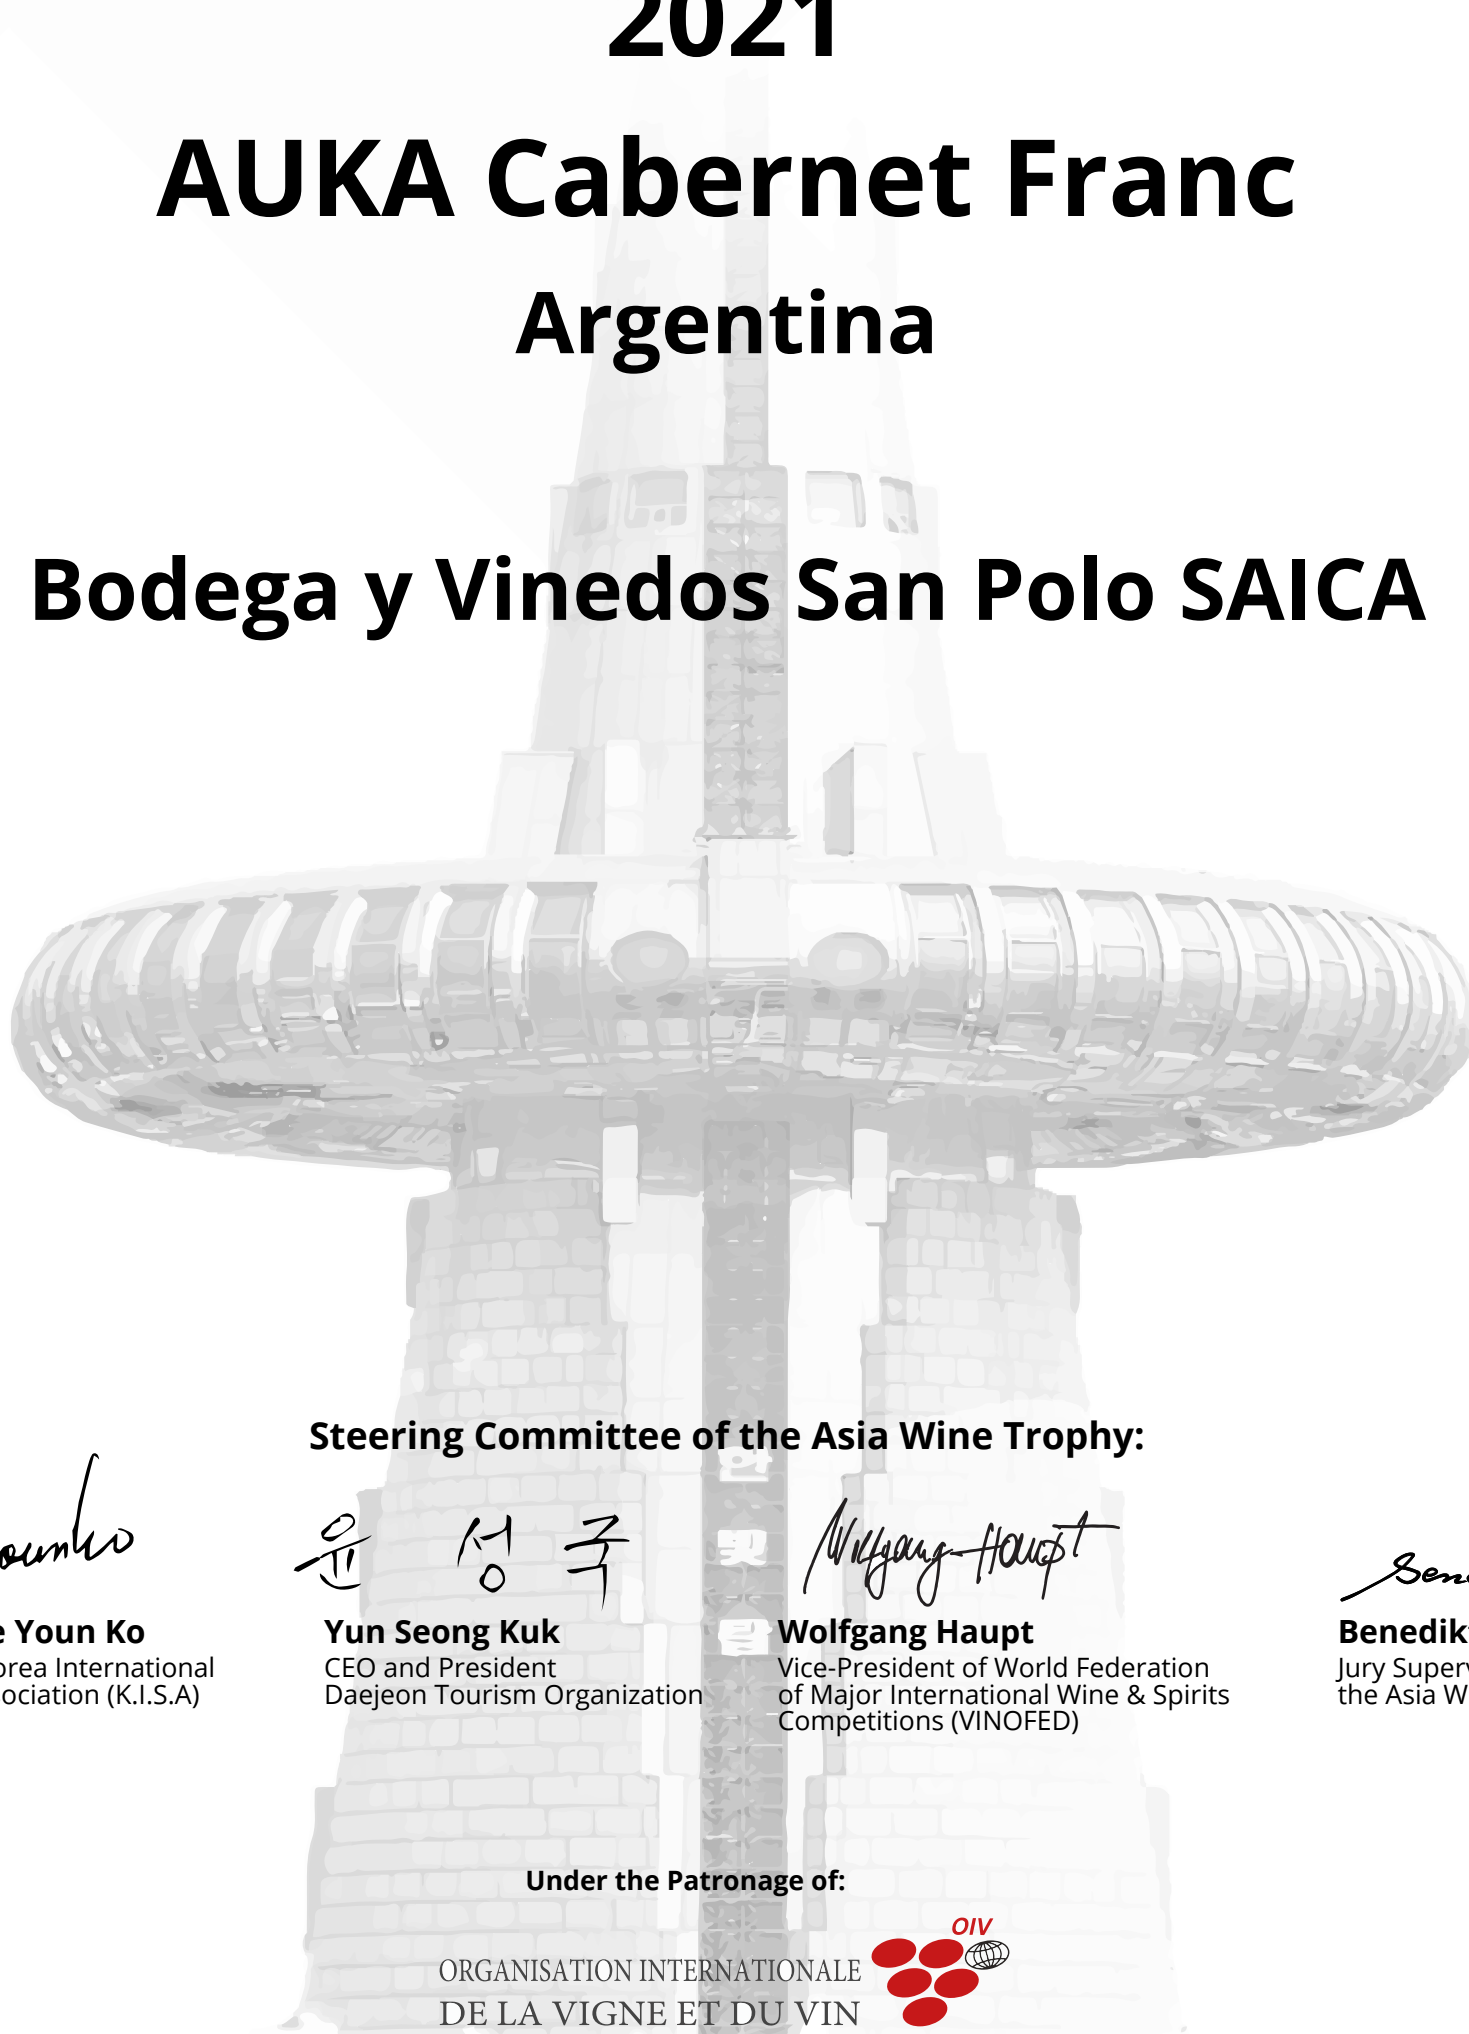 2021
AUKA Cabernet Franc
Argentina
Bodega y Vinedos San Polo SAICA
Steering Committee of the Asia Wine Trophy:
윤 성 국
Wolfgang Haupt
Youn Ko
International
(K.I.S.A)
Yun Seong Kuk
CEO and President
Daejeon Tourism Organization
Wolfgang Haupt
Vice-President of World Federation
of Major International Wine & Spirits
Competitions (VINOFED)
Jury
the Asia
Under the Patronage of:
OIV
ORGANISATION INTERNATIONALE
DE LA VIGNE ET DU VIN